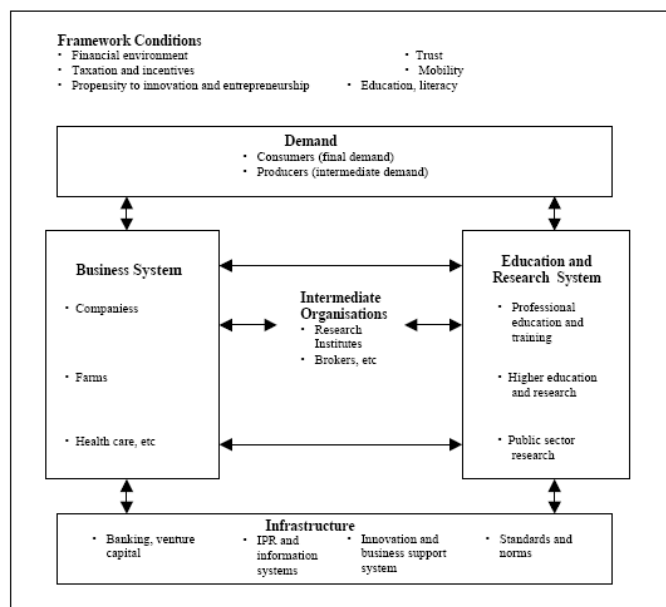 Framework Conditions
• Financial environment
• Trust
• Taxation and incentives
• Mobility
• Propensity to innovation and entrepreneurship
• Education, literacy
Demand
• Consumers (final demand)
• Producers (intermediate demand)
Business System
• Companiess
• Farms
• Health care, etc
Intermediate
Organisations
• Research
Institutes
• Brokers, etc
Education and
Research System
• Professional
education and
training
• Higher education
and research
• Public sector
research
Infrastructure
• Banking, venture
capital
• IPR and
information
systems
• Innovation and
business support
system
• Standards and
norms